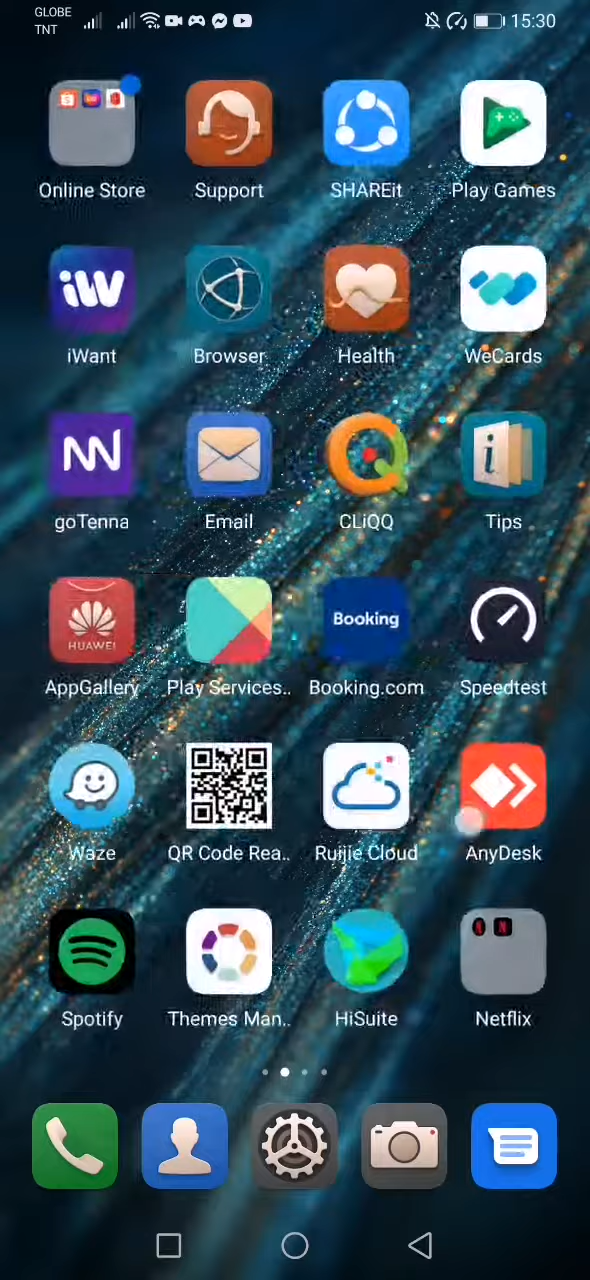 GLOBE
TNT
15:30
Online Store
Support
SHAREit
Play Games
iW
iWant
Browser
Health
WeCards
goTenna
Email
CLiQQ
i
Tips
HUAWEI
Booking
AppGallery
Play Services..
Booking.com
Speedtest
Waze
QR Code Rea..
Ruijie Cloud
AnyDesk
Spotify
Themes Man..
HiSuite
Netflix